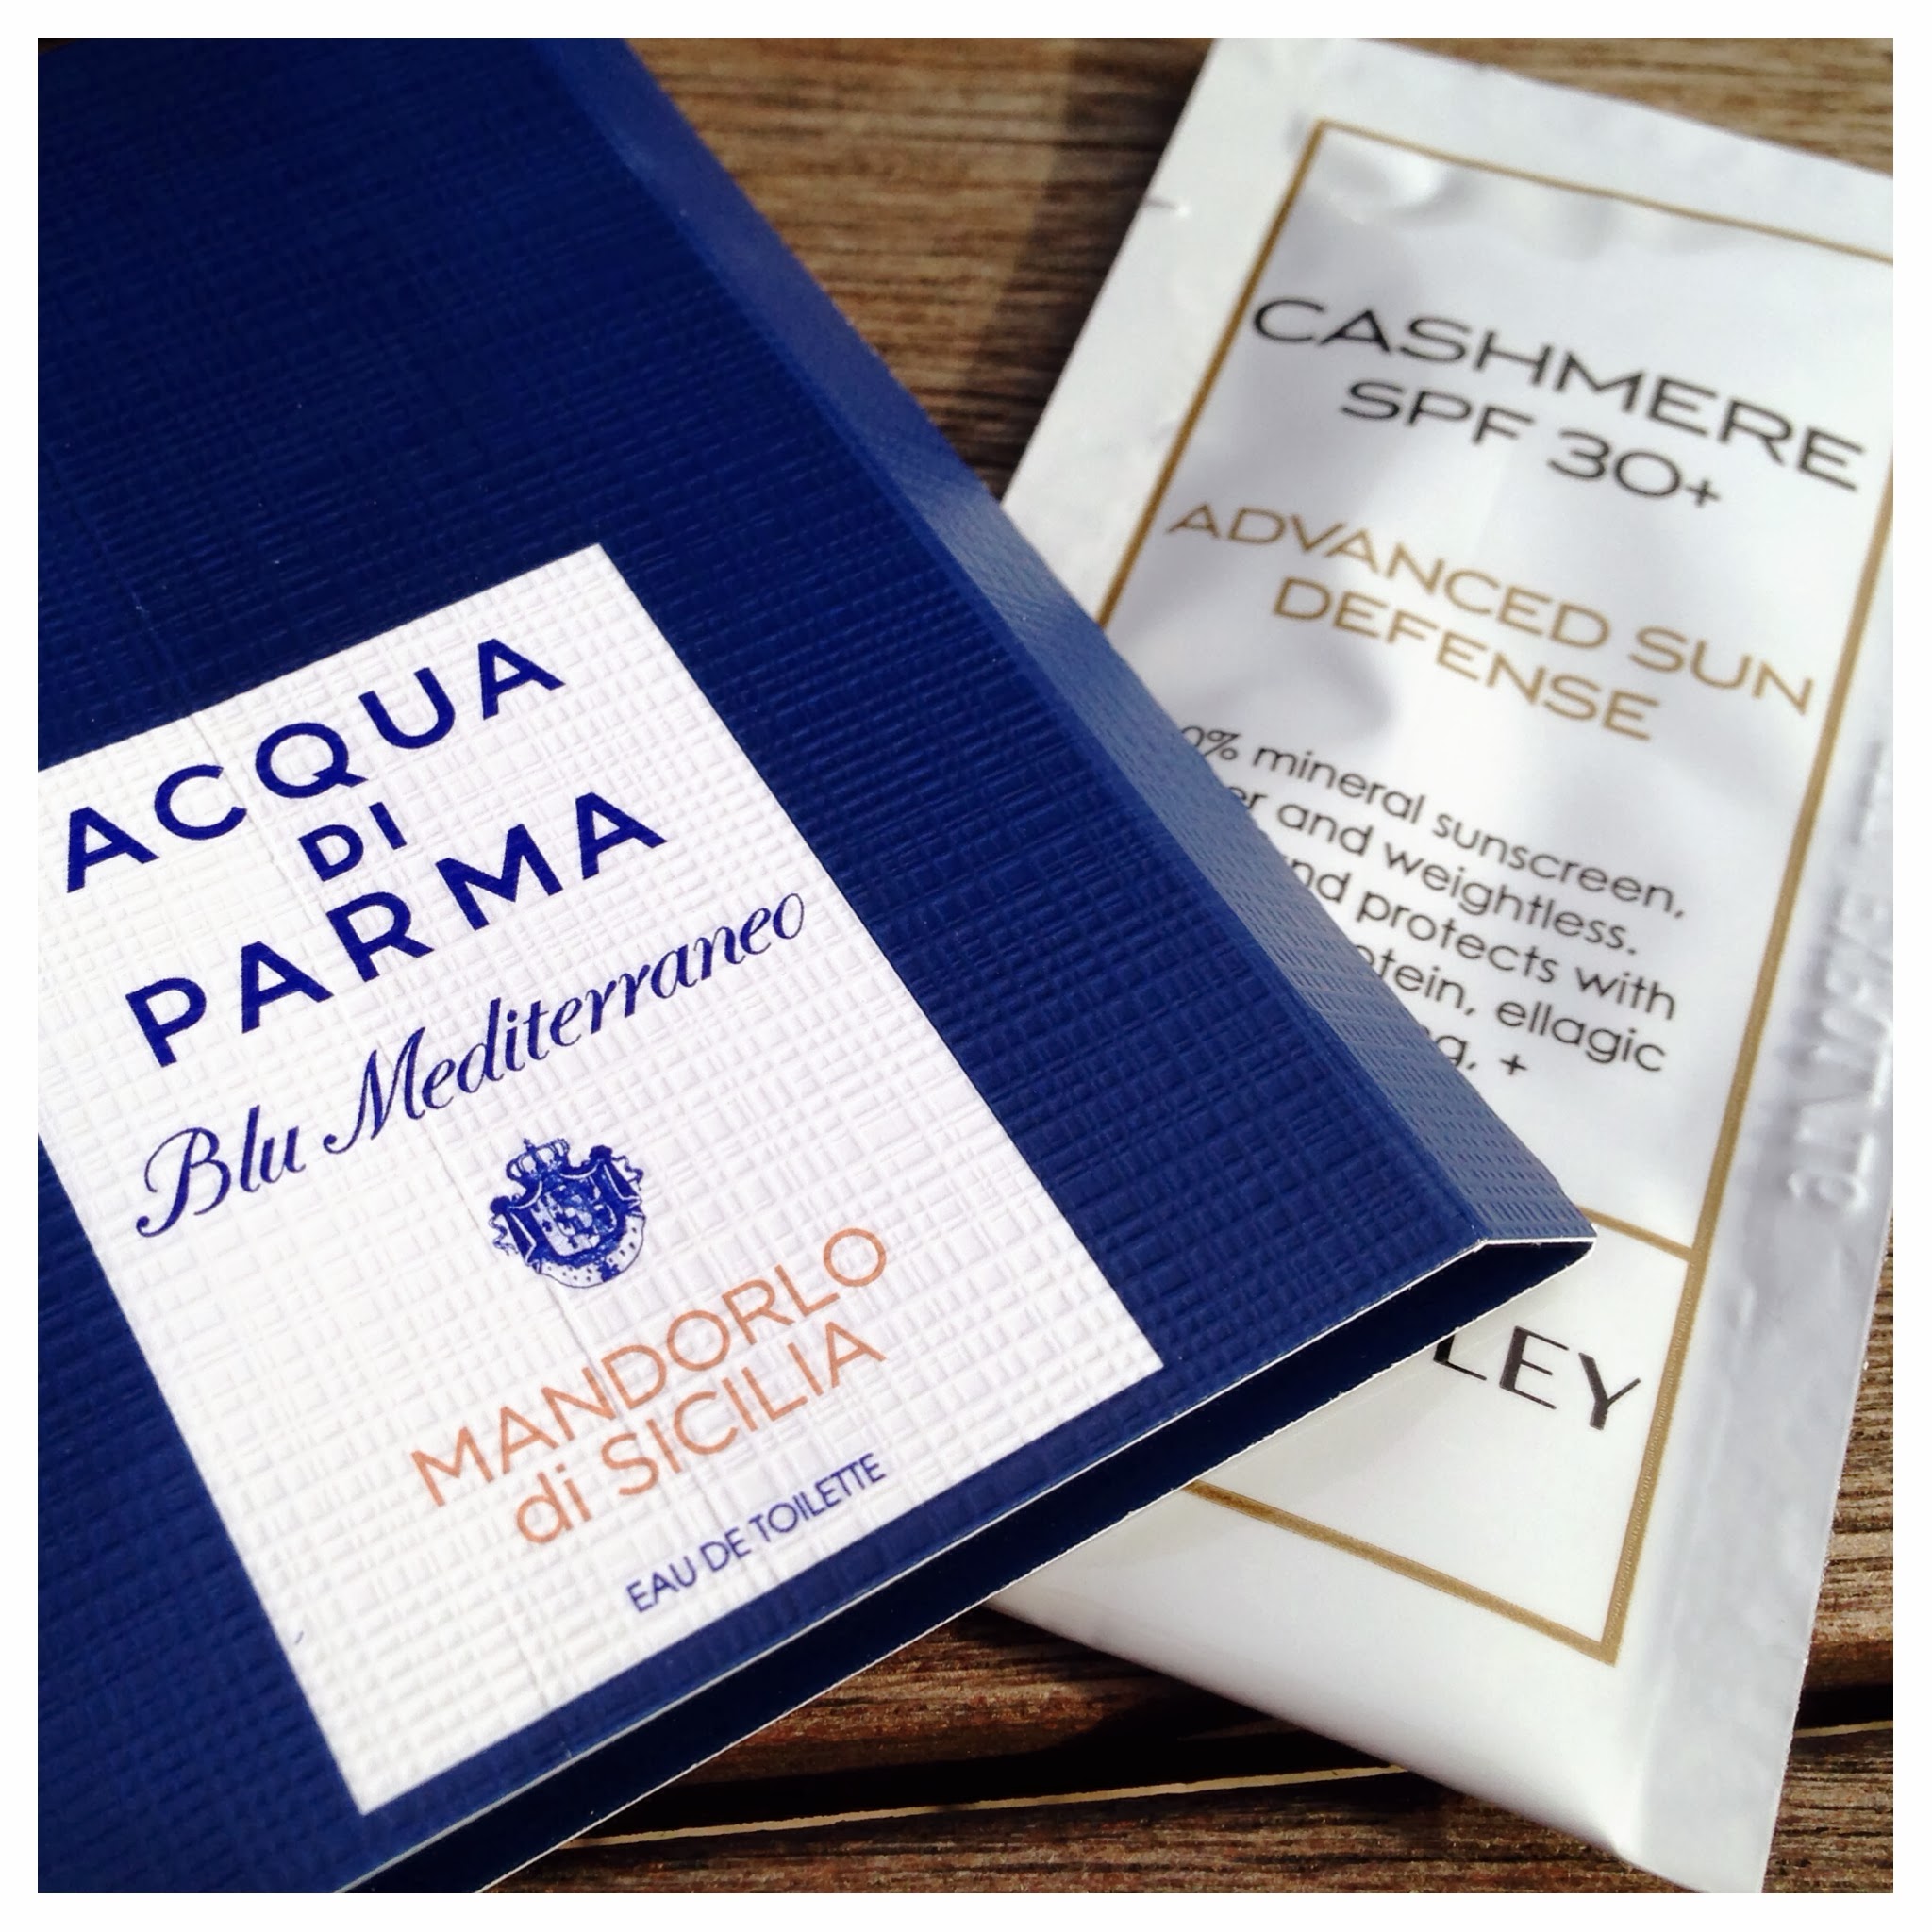 ACQUA
DI
PARMA
Blu Mediterraneo
MANDORLO
di SICILIA
EAU DE TOILETTE
CASHMERE
SPF 30+
ADVANCED SUN
DEFENSE
0% mineral sunscreen,
and weightless.
protects with
ellagic
+
LEY